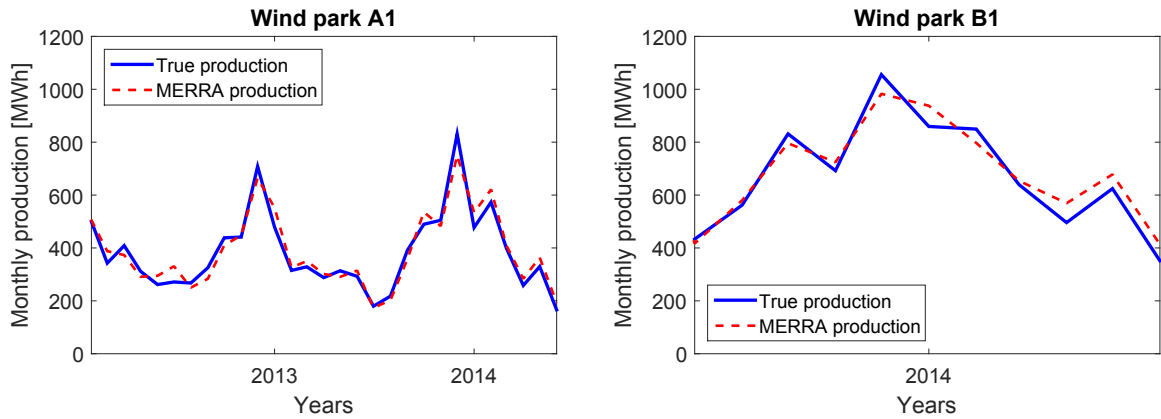 Wind park A1
Monthly production [MWh]
1200
1000
800
600
400
200
0
True production
MERRA production
2013
2014
Years
Wind park B1
Monthly production [MWh]
1200
1000
800
600
400
200
0
True production
MERRA production
2014
Years